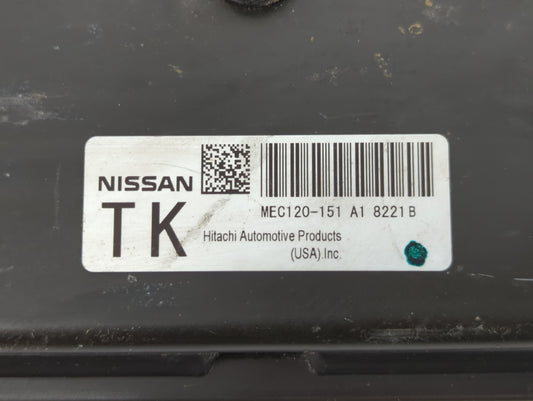 NISSAN
TK
MEC120-151 A1 8221B
Hitachi Automotive Products
(USA).Inc.